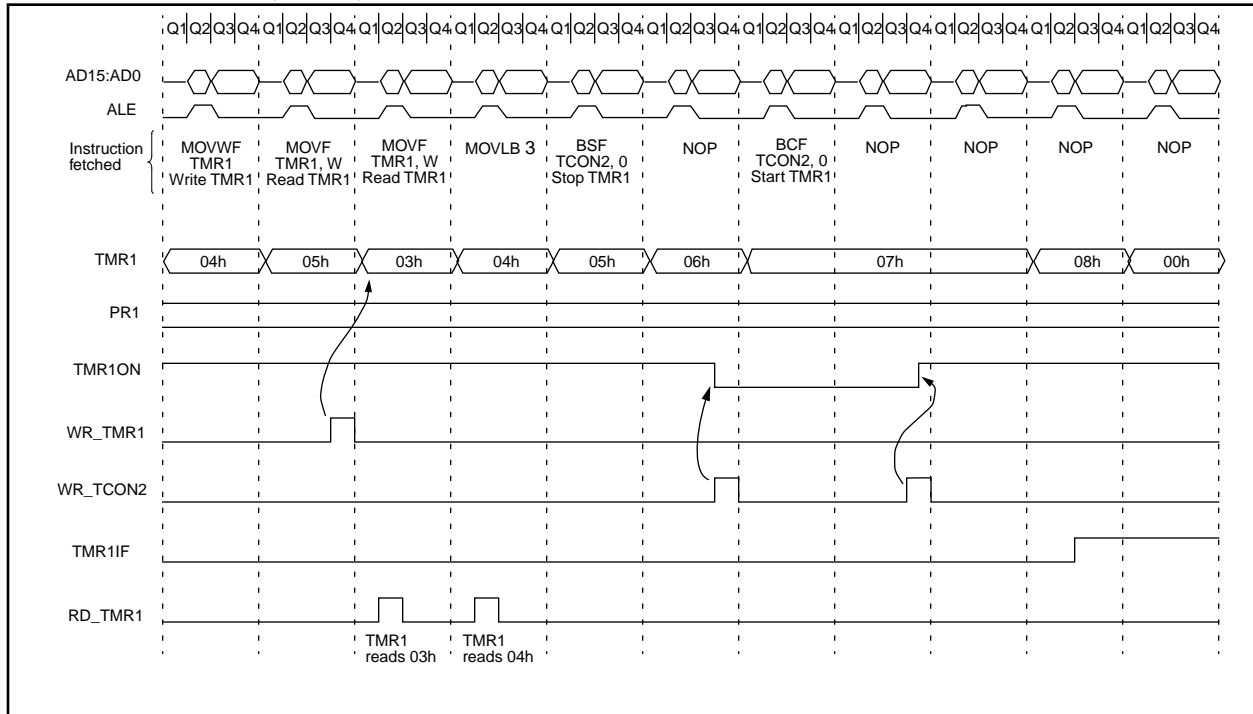 Q1 Q2 Q3 Q4 Q1 Q2 Q3 Q4 Q1 Q2 Q3 Q4 Q1 Q2 Q3 Q4 Q1 Q2 Q3 Q4 Q1 Q2 Q3 Q4 Q1 Q2 Q3 Q4 Q1 Q2 Q3 Q4 Q1 Q2 Q3 Q4 Q1 Q2 Q3 Q4 Q1 Q2 Q3 Q4
AD15:AD0
ALE
Instruction
fetched
MOVWF
TMR1
Write TMR1
MOVF
TMR1, W
Read TMR1
MOVF
TMR1, W
Read TMR1
MOVLB 3
BSF
TCON2, 0
Stop TMR1
NOP
BCF
TCON2, 0
Start TMR1
NOP
NOP
NOP
NOP
TMR1
04h 05h 03h 04h 05h 06h 07h 08h 00h
PR1
TMR1ON
WR_TMR1
WR_TCON2
TMR1IF
RD_TMR1
TMR1
reads 03h
TMR1
reads 04h